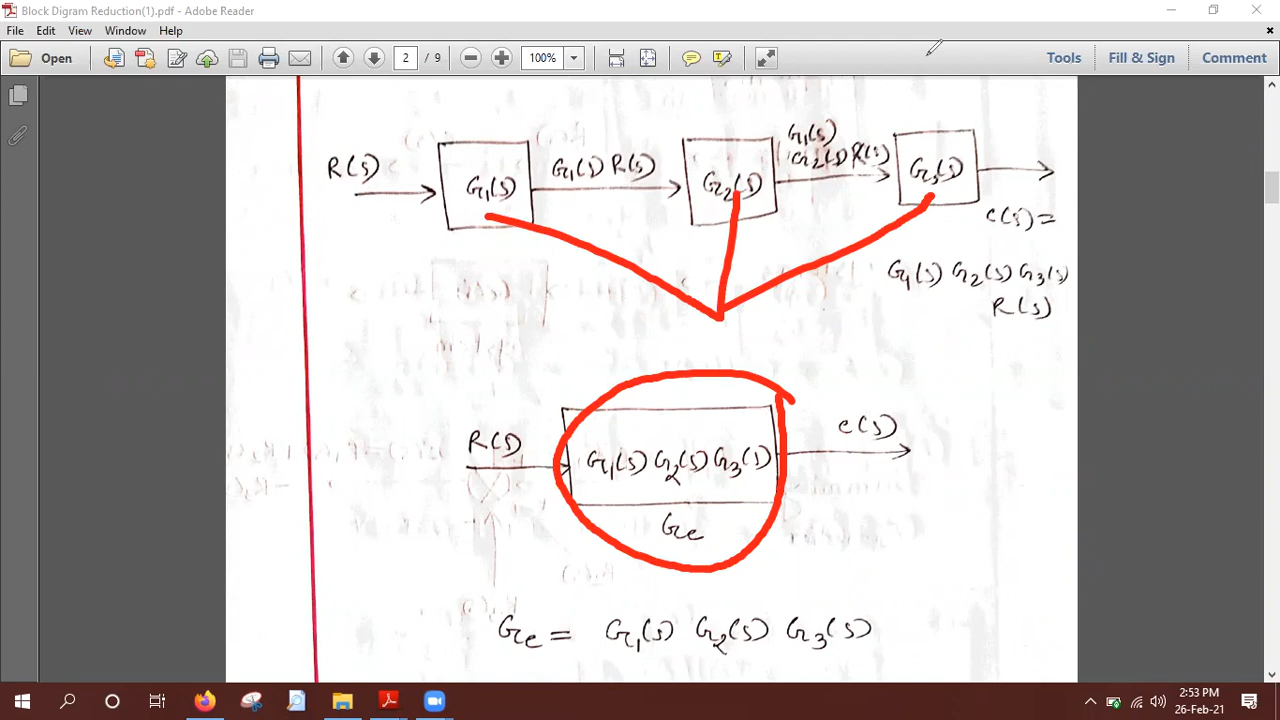 Block Digram Reduction(1).pdf - Adobe Reader
File Edit View Window Help
Open 2 / 9 100% Tools Fill & Sign Comment
R(s) G1(s) G1(s) R(s) G2(s) G1(s) G2(s) R(s) G3(s)
C(s) =
G1(s) G2(s) G3(s)
R(s)
R(s) G1(s) G2(s) G3(s) C(s)
Ge
Ge = G1(s) G2(s) G3(s)
2:53 PM
26-Feb-21